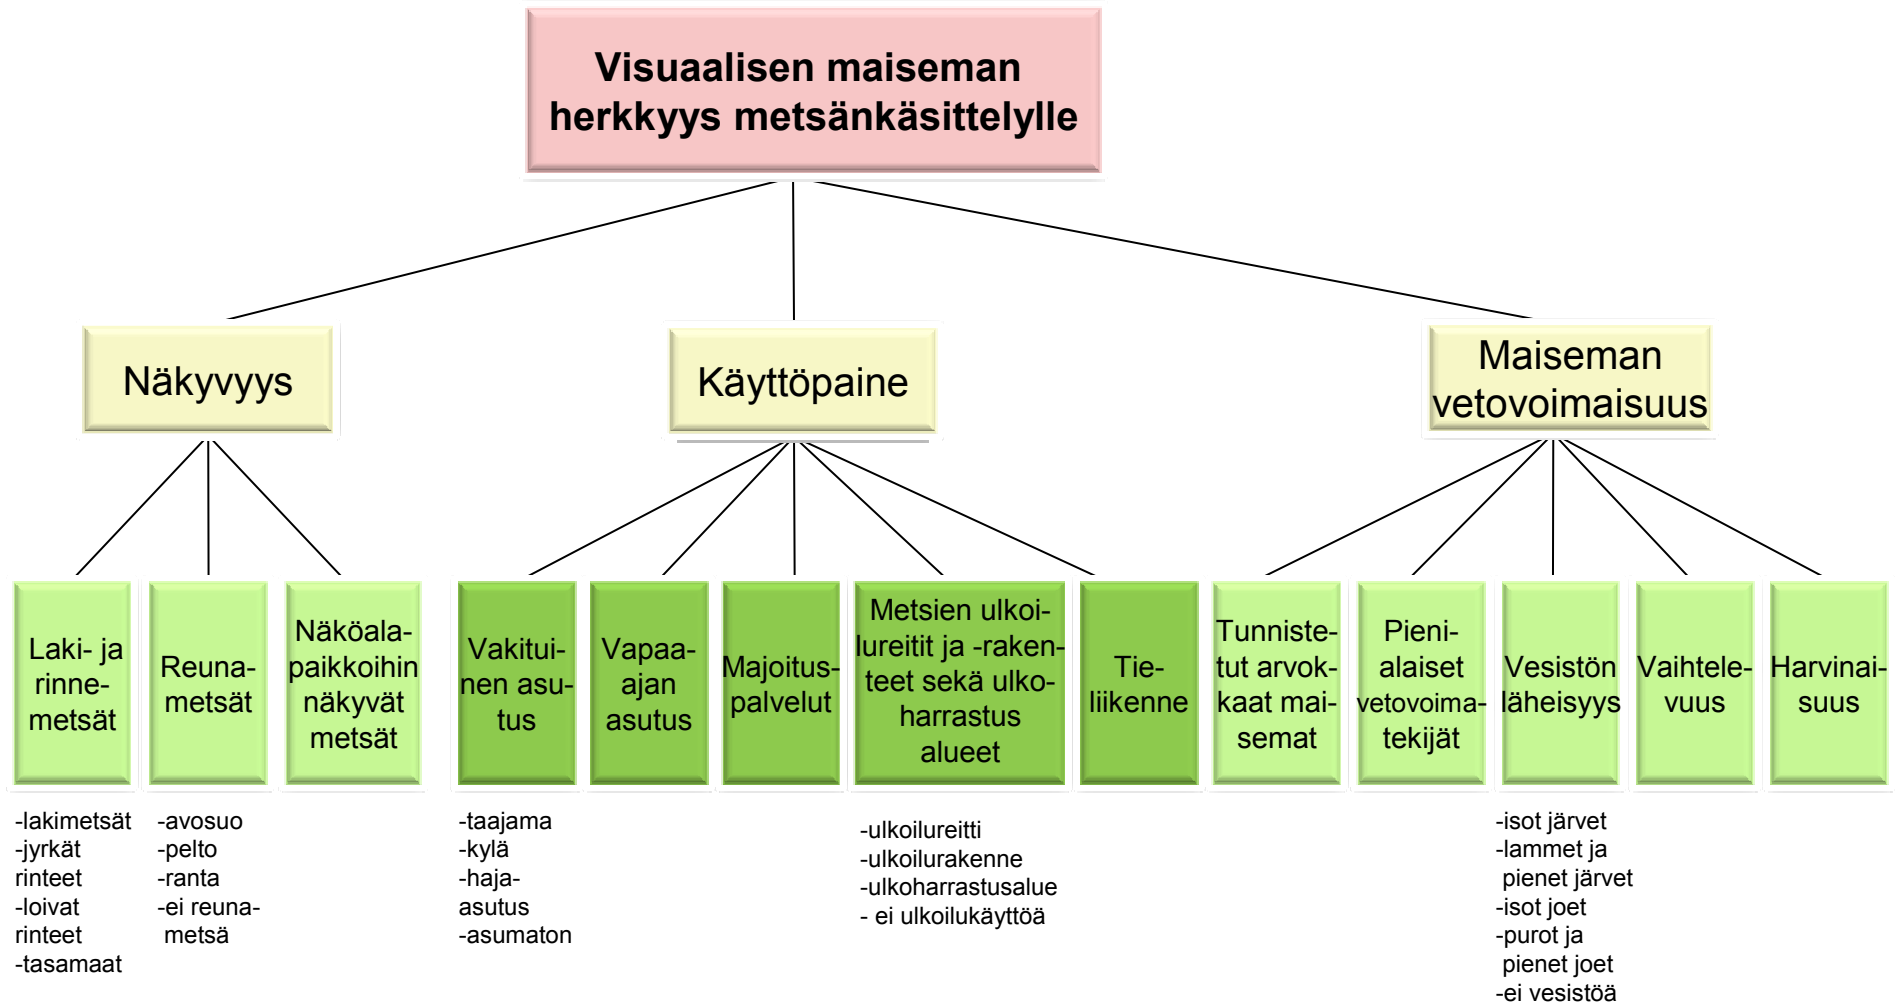 Visuaalisen maiseman
herkkyys metsänkäsittelylle
Näkyvyys
Käyttöpaine
Maiseman
vetovoimaisuus
Laki- ja
rinne-
metsät
Reuna-
metsät
Näköala-
paikkoihin
näkyvät
metsät
Vakitui-
nen asu-
tus
Vapaa-
ajan
asutus
Majoitus-
palvelut
Metsien ulkoi-
lureitit ja -raken-
teet sekä ulko-
harrastus
alueet
Tie-
liikenne
Tunniste-
tut arvok-
kaat mai-
semat
Pieni-
alaiset
vetovoima-
tekijät
Vesistön
läheisyys
Vaihtele-
vuus
Harvinai-
suus
-lakimetsät
-jyrkät
rinteet
-loivat
rinteet
-tasamaat
-avosuo
-pelto
-ranta
-ei reuna-
metsä
-taajama
-kylä
-haja-
asutus
-asumaton
-ulkoilureitti
-ulkoilurakenne
-ulkoharrastusalue
- ei ulkoilukäyttöä
-isot järvet
-lammet ja
pienet järvet
-isot joet
-purot ja
pienet joet
-ei vesistöä